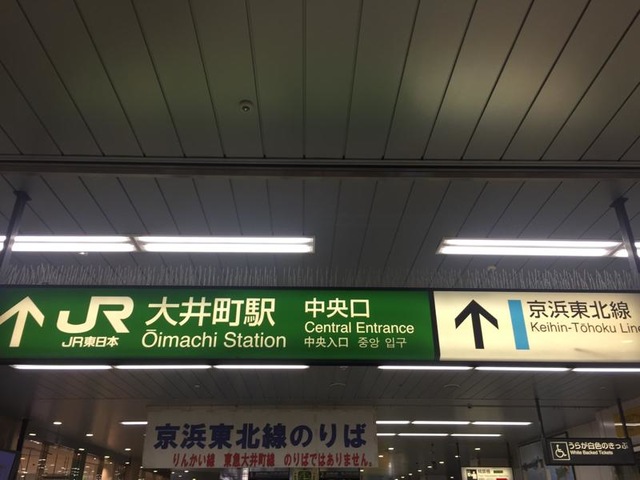 JR
JR東日本
大井町駅
Ōimachi Station
中央口
Central Entrance
中央入口 중앙 입구
京浜東北線
Keihin-Tōhoku Line
京浜東北線のりば
りんかい線 東急大井町線 のりばではありません。
うらが白色のきっぷ
White Backed Tickets